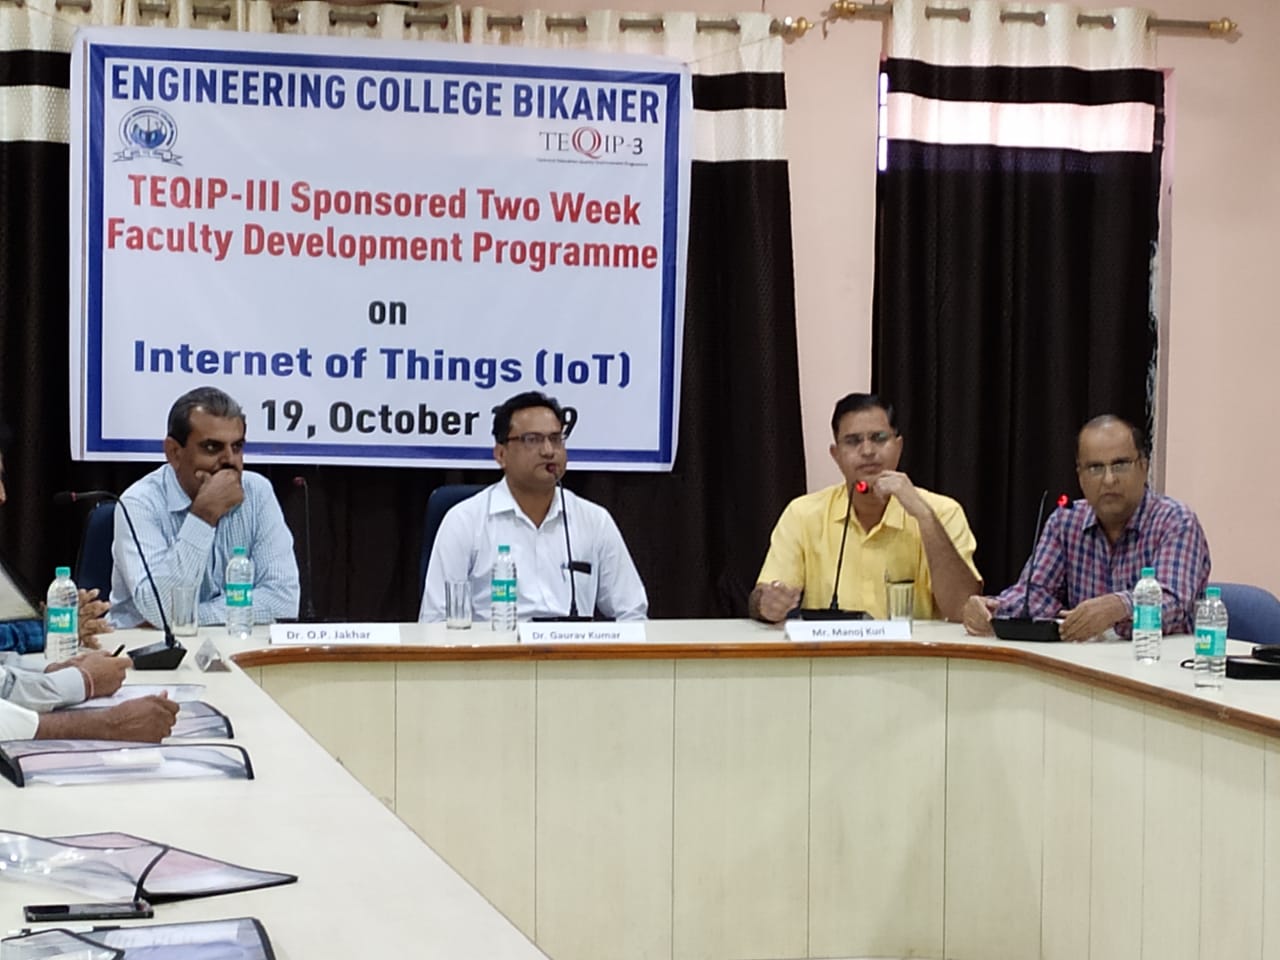 ENGINEERING COLLEGE BIKANER
TEQIP-3
TEQIP-III Sponsored Two Week
Faculty Development Programme
on
Internet of Things (IoT)
19, October
Dr. O.P. Jakhar
Dr. Gaurav Kumar
Mr. Manoj Kuri